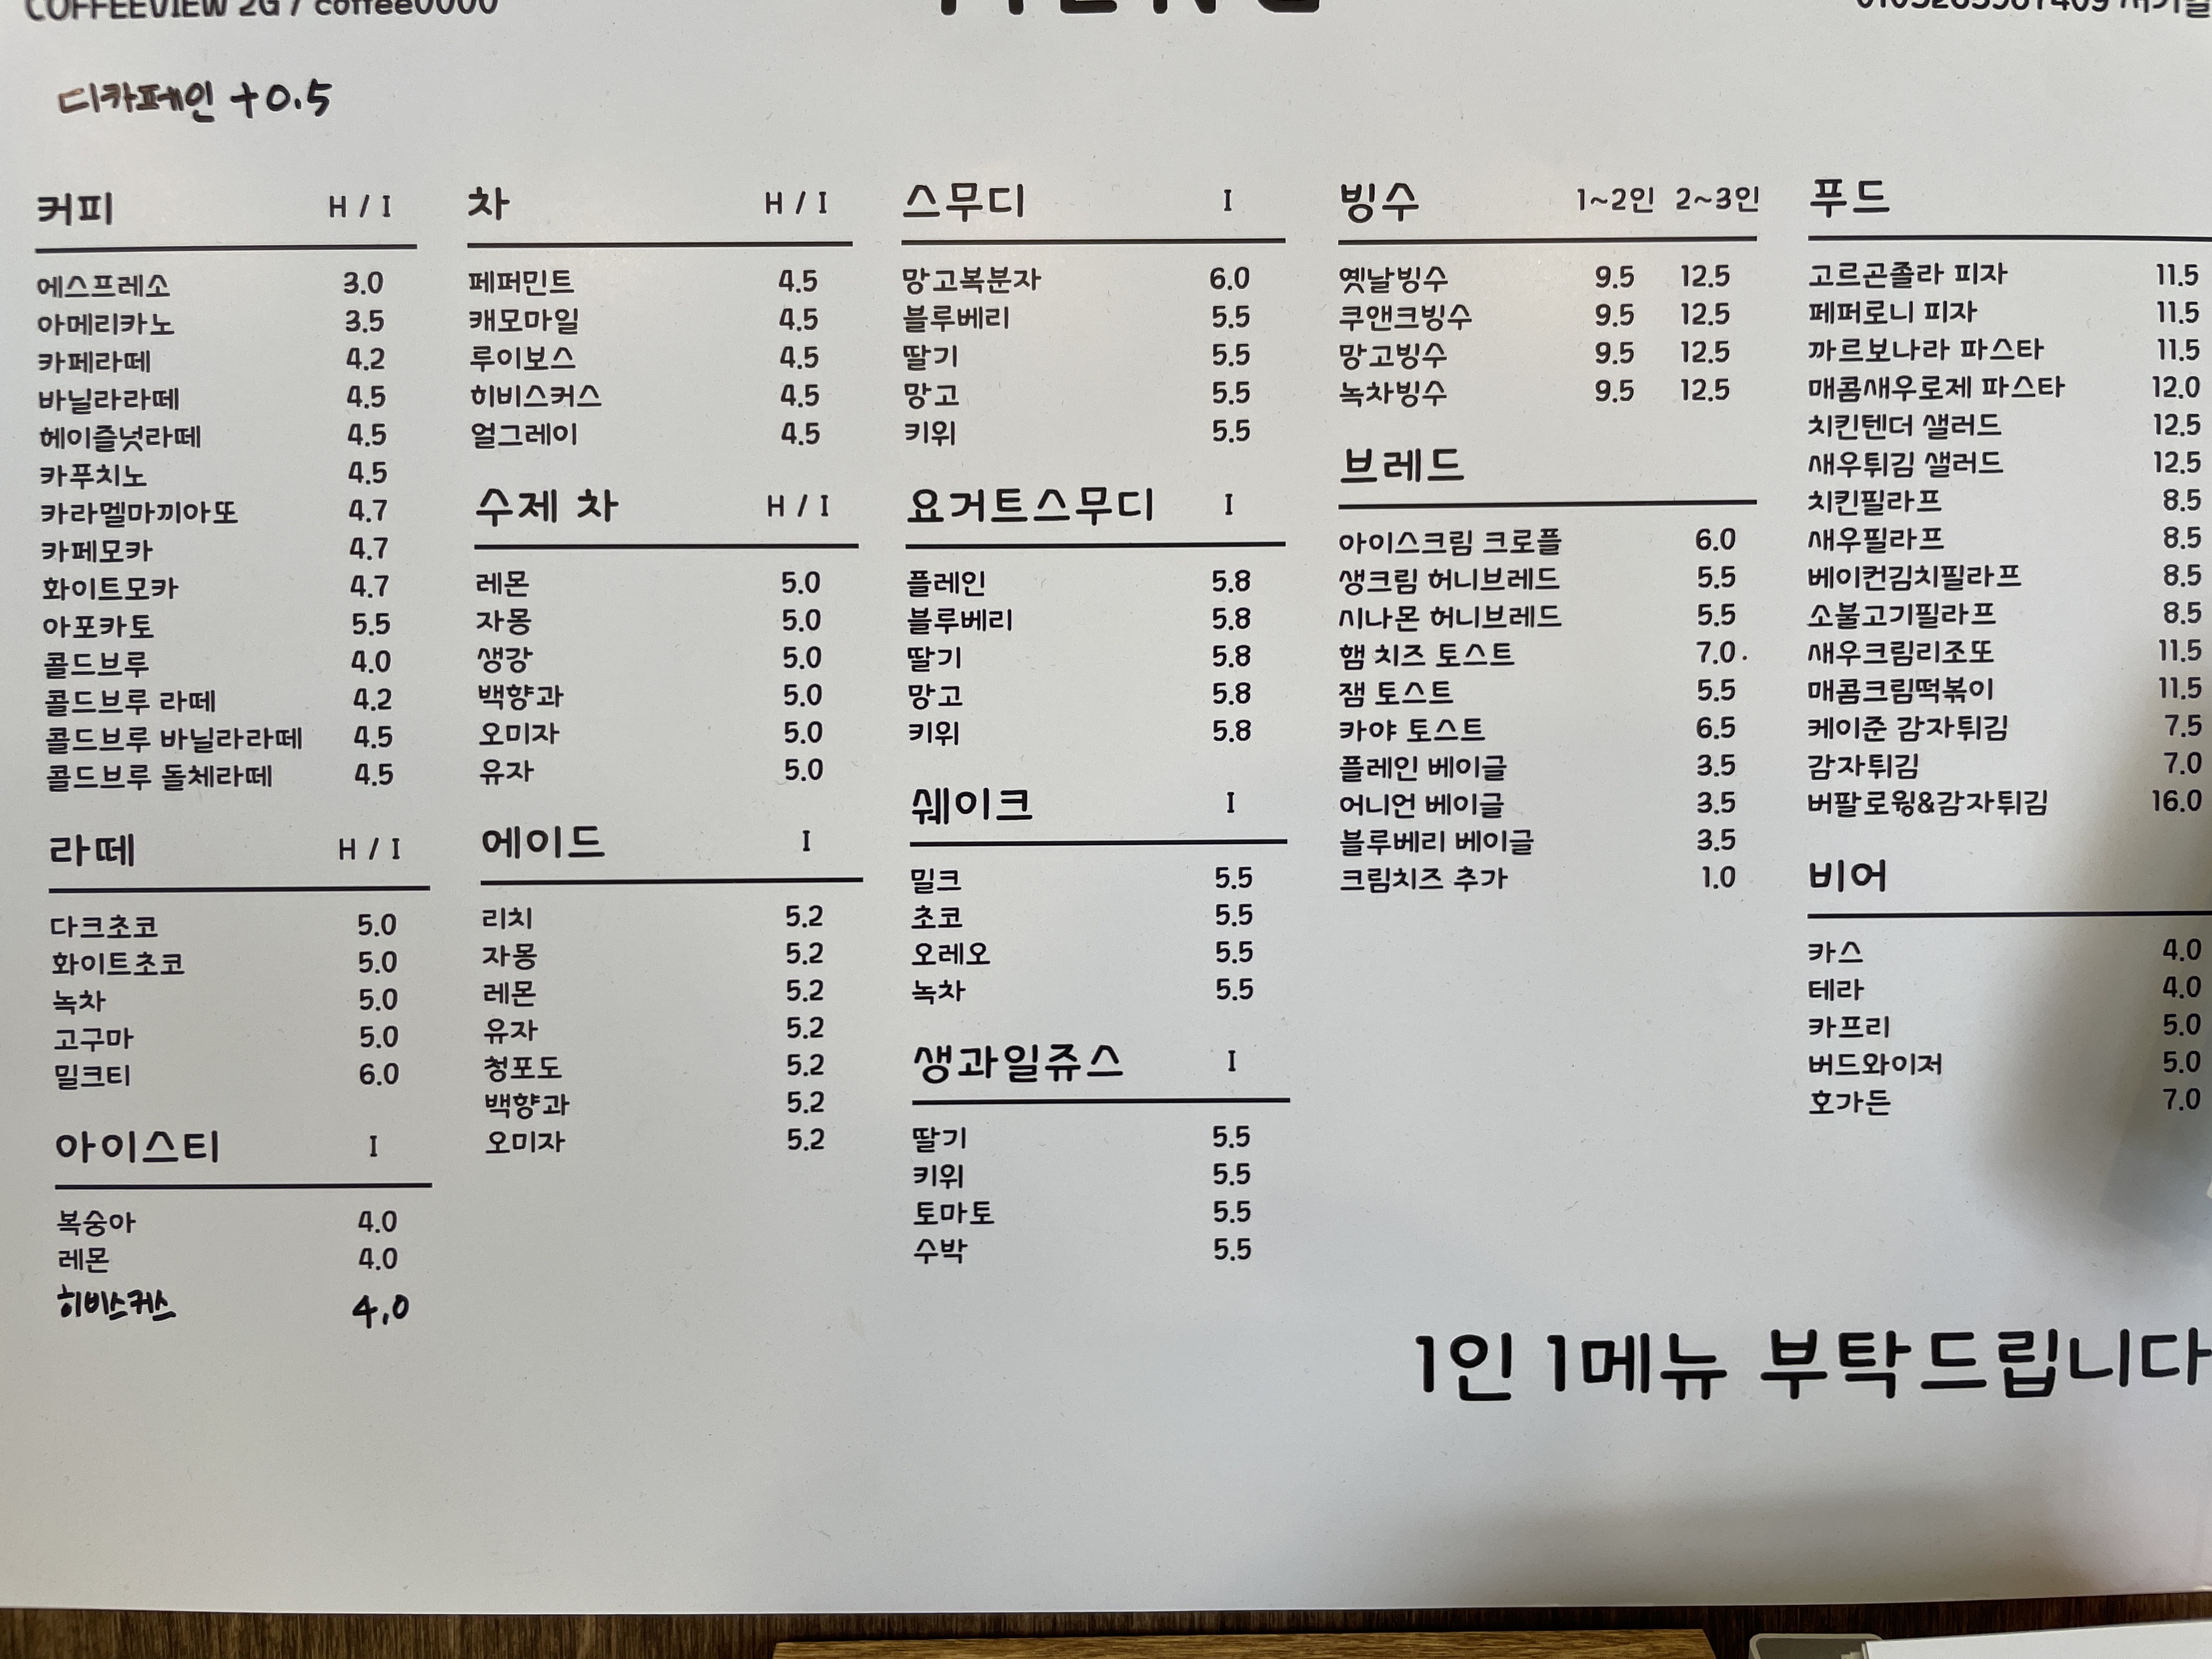 COFFEEVIEW 2G / coffee0000
디카페인 +0.5
커피 H / I
에스프레소 3.0
아메리카노 3.5
카페라떼 4.2
바닐라라떼 4.5
헤이즐넛라떼 4.5
카푸치노 4.5
카라멜마끼아또 4.7
카페모카 4.7
화이트모카 4.7
아포카토 5.5
콜드브루 4.0
콜드브루 라떼 4.2
콜드브루 바닐라라떼 4.5
콜드브루 돌체라떼 4.5
라떼 H / I
다크초코 5.0
화이트초코 5.0
녹차 5.0
고구마 5.0
밀크티 6.0
아이스티 I
복숭아 4.0
레몬 4.0
히비스커스 4.0
차 H / I
페퍼민트 4.5
캐모마일 4.5
루이보스 4.5
히비스커스 4.5
얼그레이 4.5
수제 차 H / I
레몬 5.0
자몽 5.0
생강 5.0
백향과 5.0
오미자 5.0
유자 5.0
에이드 I
리치 5.2
자몽 5.2
레몬 5.2
유자 5.2
청포도 5.2
백향과 5.2
오미자 5.2
스무디 I
망고복분자 6.0
블루베리 5.5
딸기 5.5
망고 5.5
키위 5.5
요거트스무디 I
플레인 5.8
블루베리 5.8
딸기 5.8
망고 5.8
키위 5.8
쉐이크 I
밀크 5.5
초코 5.5
오레오 5.5
녹차 5.5
생과일쥬스 I
딸기 5.5
키위 5.5
토마토 5.5
수박 5.5
빙수 1~2인 2~3인
옛날빙수 9.5 12.5
쿠앤크빙수 9.5 12.5
망고빙수 9.5 12.5
녹차빙수 9.5 12.5
브레드
아이스크림 크로플 6.0
생크림 허니브레드 5.5
시나몬 허니브레드 5.5
햄 치즈 토스트 7.0.
잼 토스트 5.5
카야 토스트 6.5
플레인 베이글 3.5
어니언 베이글 3.5
블루베리 베이글 3.5
크림치즈 추가 1.0
푸드
고르곤졸라 피자 11.5
페퍼로니 피자 11.5
까르보나라 파스타 11.5
매콤새우로제 파스타 12.0
치킨텐더 샐러드 12.5
새우튀김 샐러드 12.5
치킨필라프 8.5
새우필라프 8.5
베이컨김치필라프 8.5
소불고기필라프 8.5
새우크림리조또 11.5
매콤크림떡볶이 11.5
케이준 감자튀김 7.5
감자튀김 7.0
버팔로윙&감자튀김 16.0
비어
카스 4.0
테라 4.0
카프리 5.0
버드와이저 5.0
호가든 7.0
1인 1메뉴 부탁드립니다